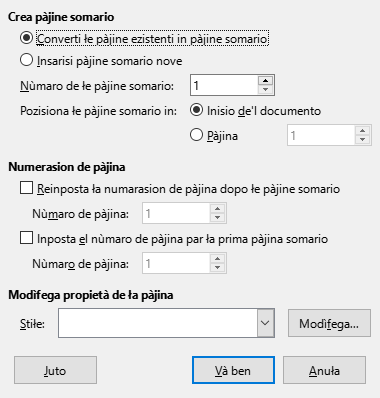 Crea pàjine somario
Converti łe pàjine ezistenti in pàjine somario
Insarisi pàjine somario nove
Nùmaro de łe pàjine somario: 1
Pozisiona łe pàjine somario in: Inisio de'l documento
Pàjina 1
Numerasion de pàjina
Reinposta ła numarasion de pàjina dopo łe pàjine somario
Nùmaro de pàjina: 1
Inposta el nùmaro de pàjina par ła prima pàjina somario
Nùmaro de pàjina: 1
Modìfega propietà de ła pàjina
Stiłe: Modìfega...
Juto Và ben Anuła